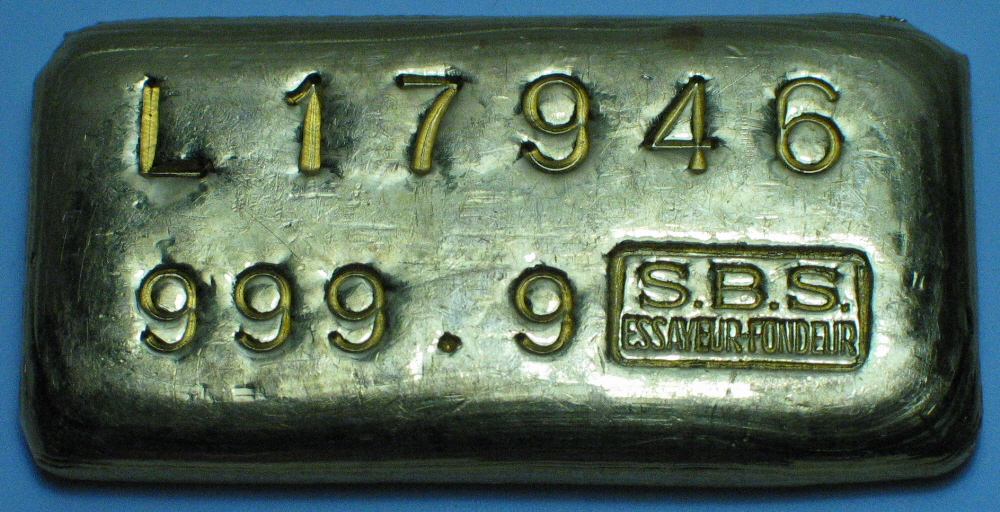 L 17946
999.9
S.B.S.
ESSAYEUR-FONDEUR